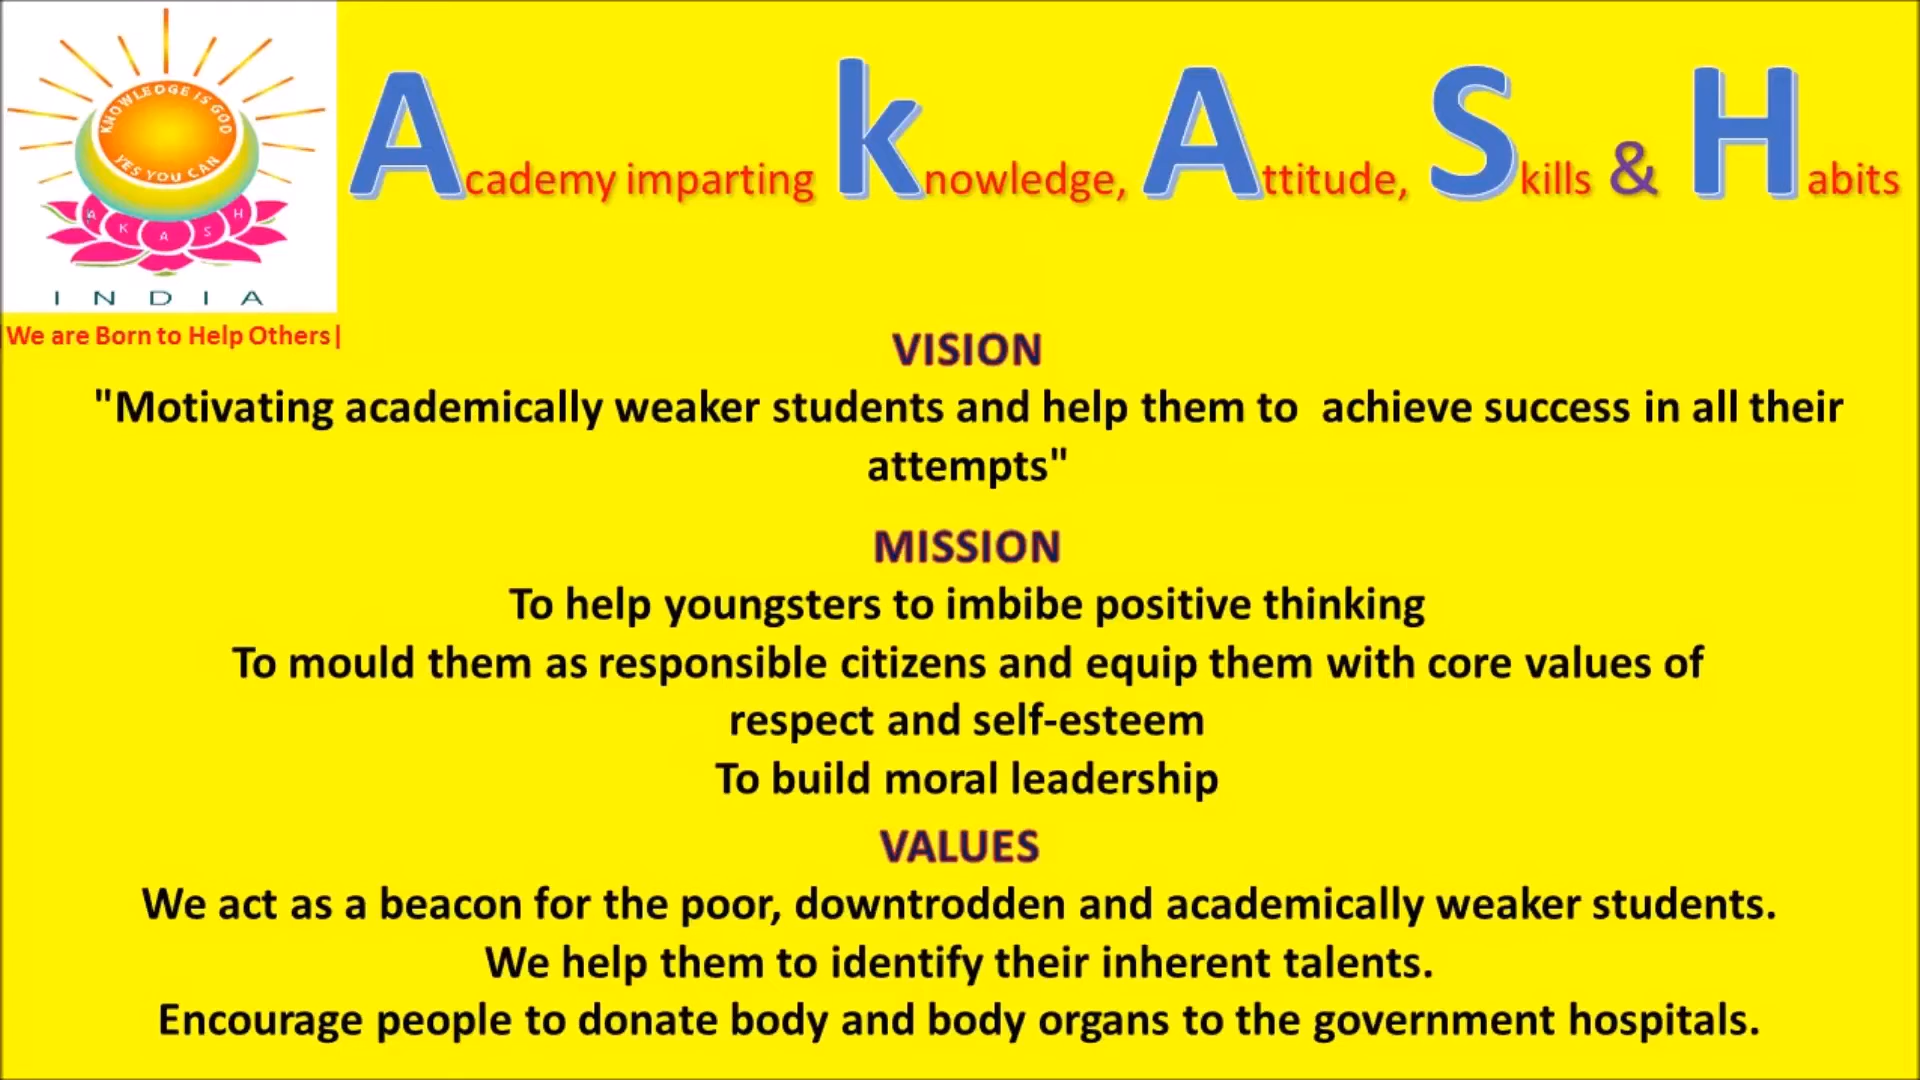 KNOWLEDGE IS GOD
YES YOU CAN
A K A S H
INDIA
|We are Born to Help Others|
Academy imparting knowledge, Attitude, Skills & Habits
VISION
"Motivating academically weaker students and help them to achieve success in all their
attempts"
MISSION
To help youngsters to imbibe positive thinking
To mould them as responsible citizens and equip them with core values of
respect and self-esteem
To build moral leadership
VALUES
We act as a beacon for the poor, downtrodden and academically weaker students.
We help them to identify their inherent talents.
Encourage people to donate body and body organs to the government hospitals.